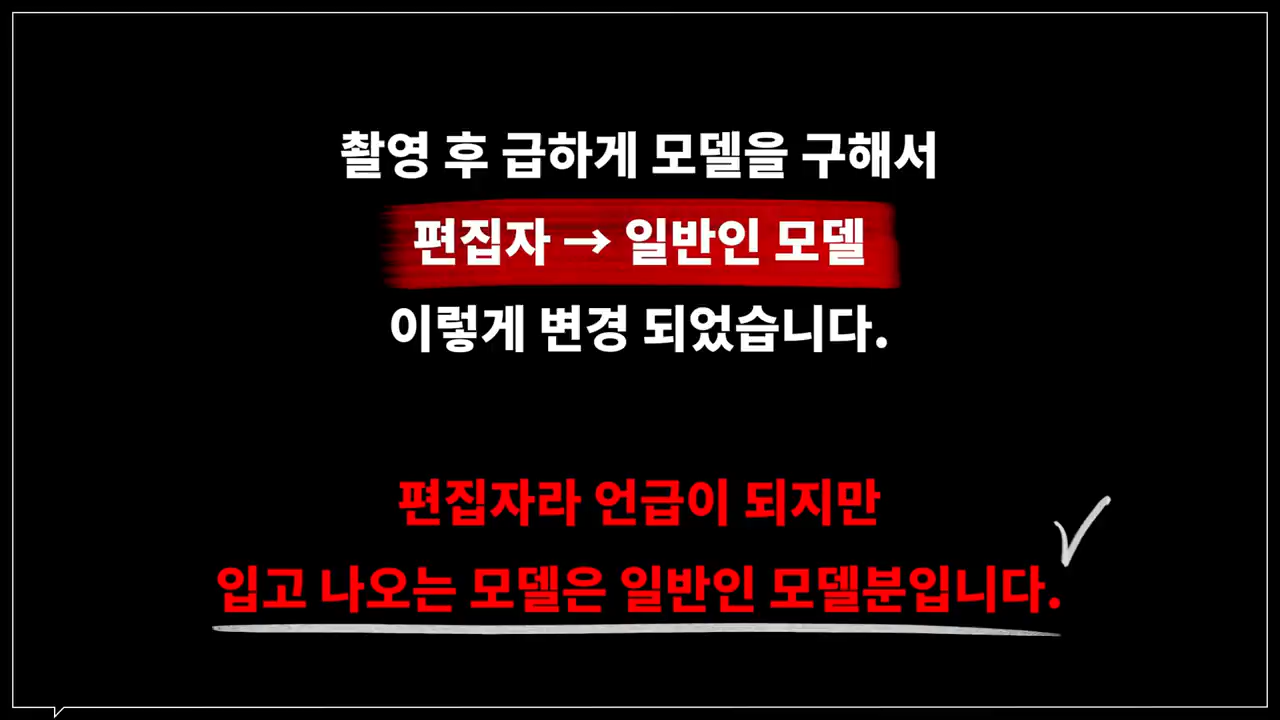 촬영 후 급하게 모델을 구해서
편집자 → 일반인 모델
이렇게 변경 되었습니다.
편집자라 언급이 되지만
입고 나오는 모델은 일반인 모델분입니다.